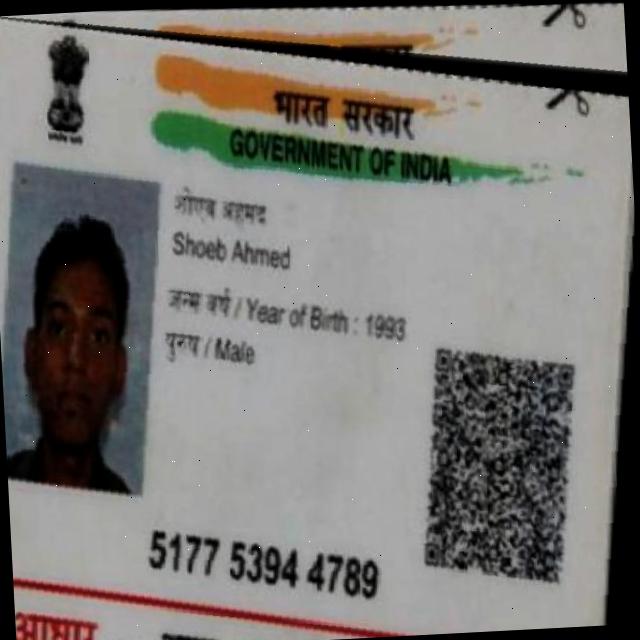 भारत सरकार
GOVERNMENT OF INDIA
शोएब अहमद
Shoeb Ahmed
जन्म वर्ष / Year of Birth : 1993
पुरुष / Male
5177 5394 4789
आधार